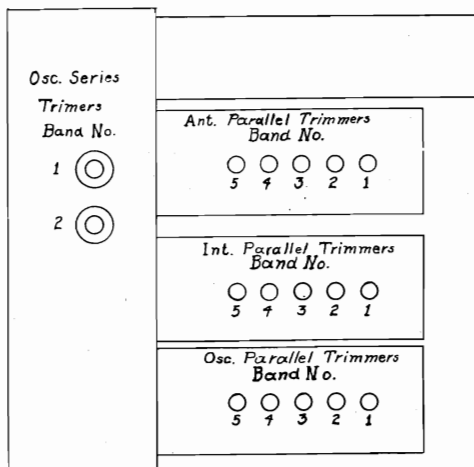 Osc. Series
Trimers
Band No.
1
2
Ant. Parallel Trimmers
Band No.
5 4 3 2 1
Int. Parallel Trimmers
Band No.
5 4 3 2 1
Osc. Parallel Trimmers
Band No.
5 4 3 2 1